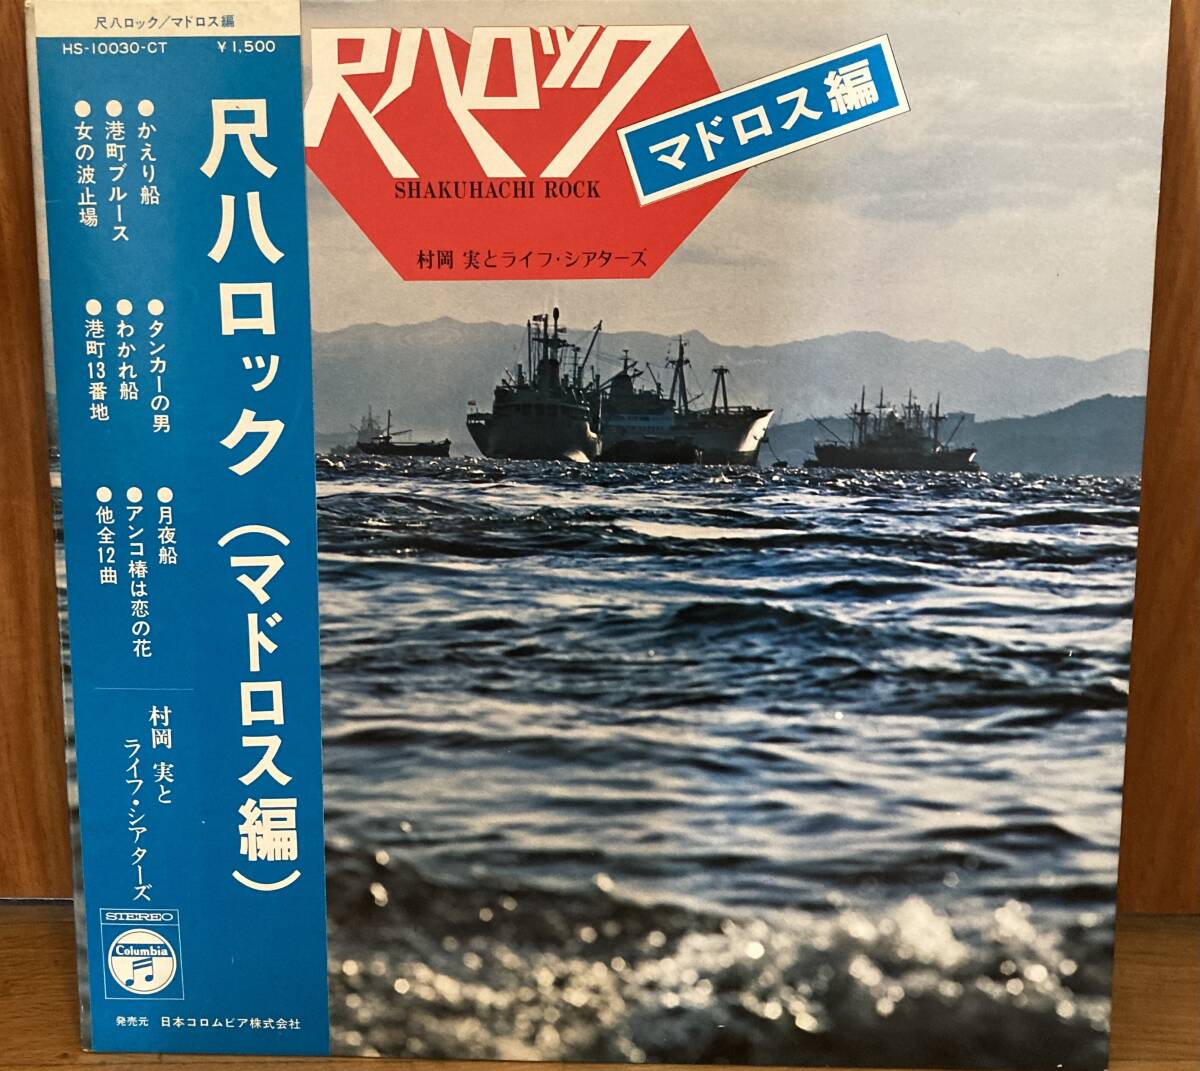 尺八ロック／マドロス編
HS-10030-CT ¥1,500
尺八ロック（マドロス編）
●かえり船
●港町ブルース
●女の波止場
●タンカーの男
●わかれ船
●港町13番地
●月夜船
●アンコ椿は恋の花
●他全12曲
村岡 実と
ライフ・シアターズ
STEREO
Columbia
発売元 日本コロムビア株式会社
尺八ロック
マドロス編
SHAKUHACHI ROCK
村岡 実とライフ・シアターズ